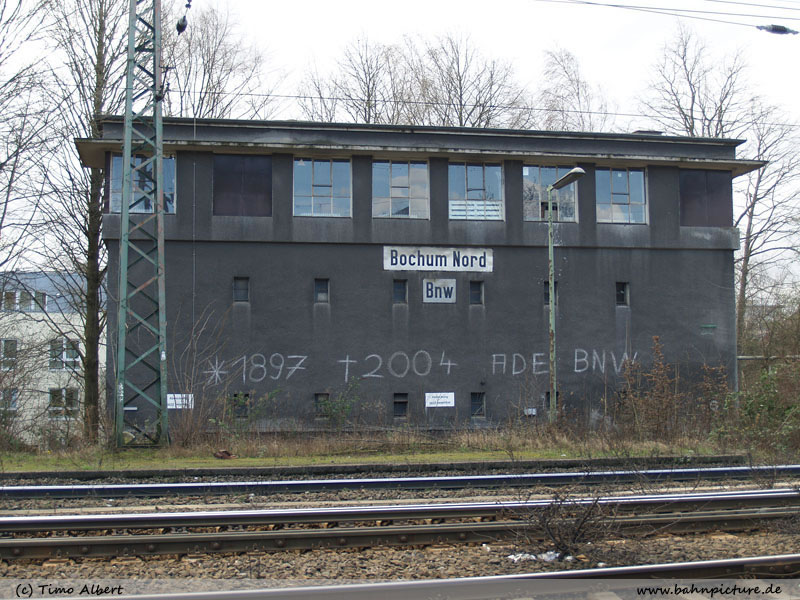 Bochum Nord
Bnw
* 1897 † 2004 ADE BNW
(c) Timo Albert
www.bahnpicture.de